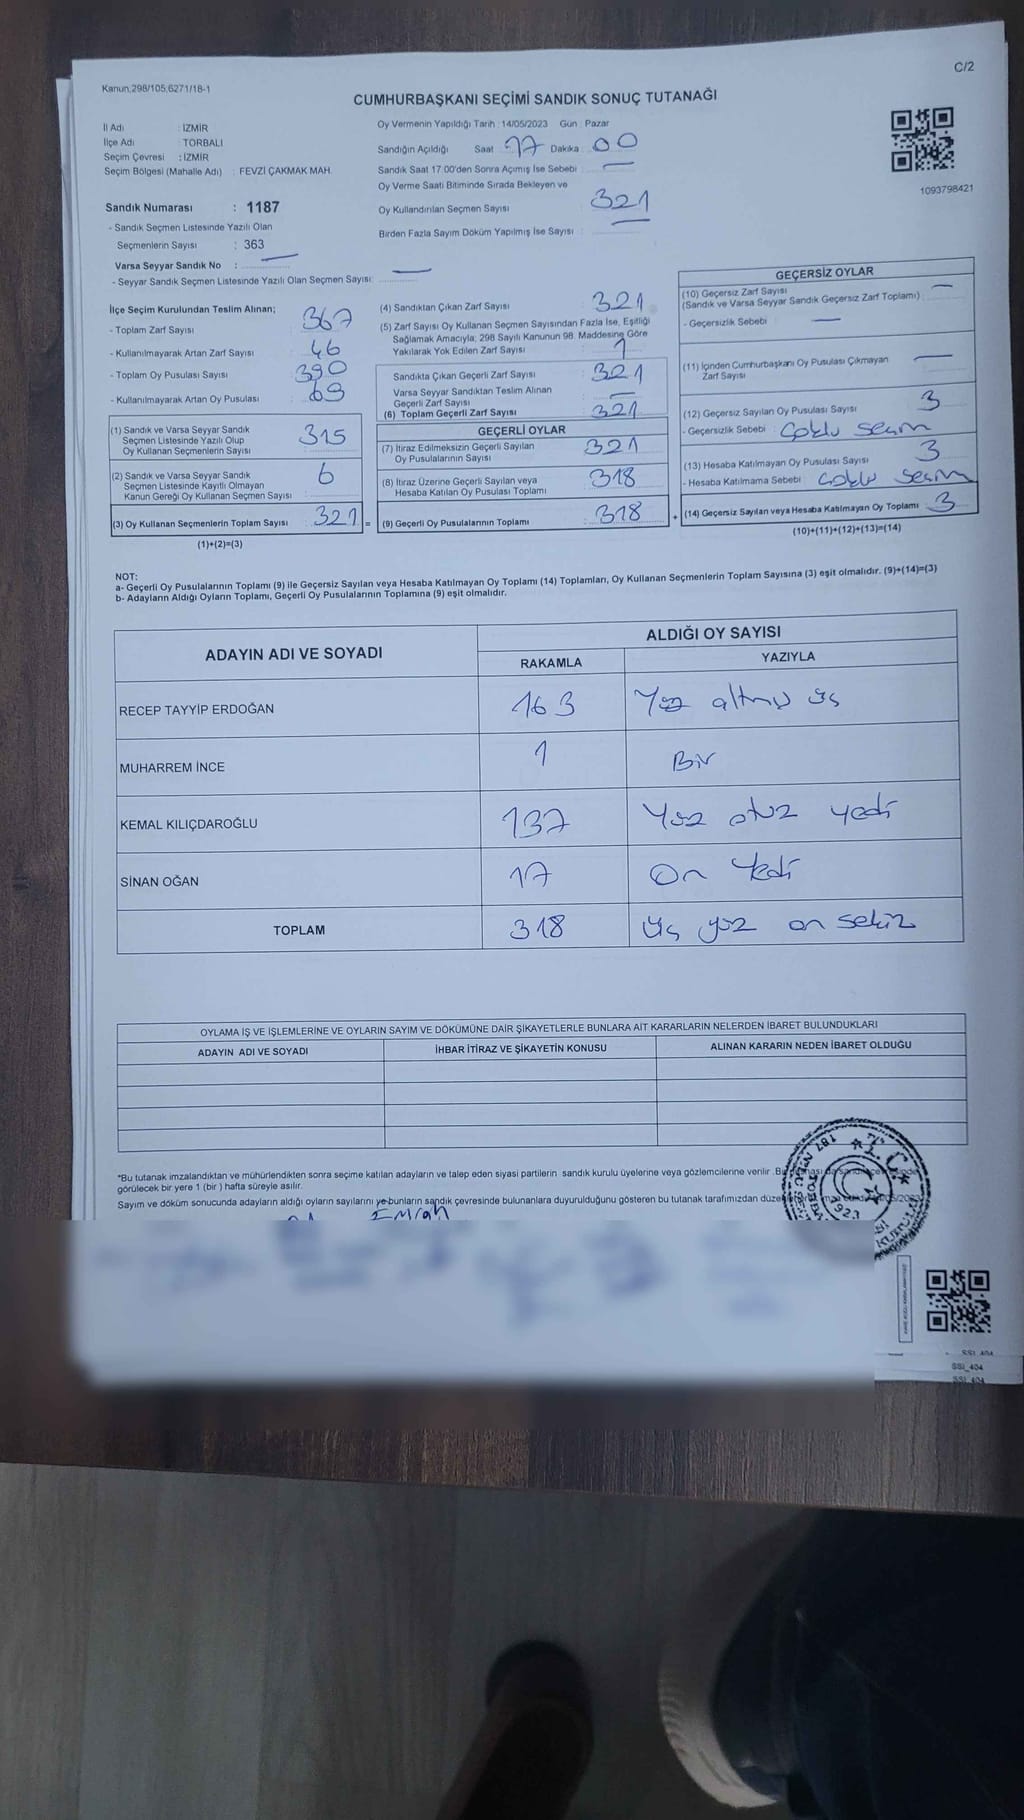 C/2
Kanun.298/105,6271/18-1
CUMHURBAŞKANI SEÇİMİ SANDIK SONUÇ TUTANAĞI
İl Adı : İZMİR
İlçe Adı : TORBALI
Seçim Çevresi : İZMİR
Seçim Bölgesi (Mahalle Adı) : FEVZİ ÇAKMAK MAH.
Sandık Numarası : 1187
- Sandık Seçmen Listesinde Yazılı Olan
Seçmenlerin Sayısı : 363
Varsa Seyyar Sandık No : —
- Seyyar Sandık Seçmen Listesinde Yazılı Olan Seçmen Sayısı: —
Oy Vermenin Yapıldığı Tarih : 14/05/2023 Gün : Pazar
Sandığın Açıldığı Saat 17 Dakika 00
Sandık Saat 17:00'den Sonra Açımış İse Sebebi : —
Oy Verme Saati Bitiminde Sırada Bekleyen ve
Oy Kullandırılan Seçmen Sayısı : 321
Birden Fazla Sayım Döküm Yapılmış İse Sayısı : —
1093798421
İlçe Seçim Kurulundan Teslim Alınan;
- Toplam Zarf Sayısı : 367
- Kullanılmayarak Artan Zarf Sayısı : 46
- Toplam Oy Pusulası Sayısı : 390
- Kullanılmayarak Artan Oy Pusulası : 69
(1) Sandık ve Varsa Seyyar Sandık
Seçmen Listesinde Yazılı Olup
Oy Kullanan Seçmenlerin Sayısı : 315
(2) Sandık ve Varsa Seyyar Sandık
Seçmen Listesinde Kayıtlı Olmayan
Kanun Gereği Oy Kullanan Seçmen Sayısı : 6
(3) Oy Kullanan Seçmenlerin Toplam Sayısı : 321 =
(1)+(2)=(3)
(4) Sandıktan Çıkan Zarf Sayısı : 321
(5) Zarf Sayısı Oy Kullanan Seçmen Sayısından Fazla İse, Eşitliği
Sağlamak Amacıyla; 298 Sayılı Kanunun 98. Maddesine Göre
Yakılarak Yok Edilen Zarf Sayısı :
Sandıkta Çıkan Geçerli Zarf Sayısı : 321
Varsa Seyyar Sandıktan Teslim Alınan
Geçerli Zarf Sayısı : —
(6) Toplam Geçerli Zarf Sayısı : 321
GEÇERLİ OYLAR
(7) İtiraz Edilmeksizin Geçerli Sayılan
Oy Pusulalarının Sayısı : 321
(8) İtiraz Üzerine Geçerli Sayılan veya
Hesaba Katılan Oy Pusulası Toplamı : 318
(9) Geçerli Oy Pusulalarının Toplamı : 318 +
GEÇERSİZ OYLAR
(10) Geçersiz Zarf Sayısı : —
(Sandık ve Varsa Seyyar Sandık Geçersiz Zarf Toplamı)
- Geçersizlik Sebebi : —
(11) İçinden Cumhurbaşkanı Oy Pusulası Çıkmayan : —
Zarf Sayısı
(12) Geçersiz Sayılan Oy Pusulası Sayısı : 3
- Geçersizlik Sebebi : Çoklu seçim
(13) Hesaba Katılmayan Oy Pusulası Sayısı : 3
- Hesaba Katılmama Sebebi : Çoklu seçim
(14) Geçersiz Sayılan veya Hesaba Katılmayan Oy Toplamı : 3
(10)+(11)+(12)+(13)=(14)
NOT:
a- Geçerli Oy Pusulalarının Toplamı (9) ile Geçersiz Sayılan veya Hesaba Katılmayan Oy Toplamı (14) Toplamları, Oy Kullanan Seçmenlerin Toplam Sayısına (3) eşit olmalıdır. (9)+(14)=(3)
b- Adayların Aldığı Oyların Toplamı, Geçerli Oy Pusulalarının Toplamına (9) eşit olmalıdır.
ADAYIN ADI VE SOYADI
ALDIĞI OY SAYISI
RAKAMLA YAZIYLA
RECEP TAYYİP ERDOĞAN 163 Yüz altmış üç
MUHARREM İNCE 1 Bir
KEMAL KILIÇDAROĞLU 137 Yüz otuz yedi
SİNAN OĞAN 17 On Yedi
TOPLAM 318 Üç yüz on sekiz
OYLAMA İŞ VE İŞLEMLERİNE VE OYLARIN SAYIM VE DÖKÜMÜNE DAİR ŞİKAYETLERLE BUNLARA AİT KARARLARIN NELERDEN İBARET BULUNDUKLARI
ADAYIN ADI VE SOYADI İHBAR İTİRAZ VE ŞİKAYETİN KONUSU ALINAN KARARIN NEDEN İBARET OLDUĞU
*Bu tutanak imzalandıktan ve mühürlendikten sonra seçime katılan adayların ve talep eden siyasi partilerin sandık kurulu üyelerine veya gözlemcilerine verilir.
görülecek bir yere 1 (bir) hafta süreyle asılır.
Sayım ve döküm sonucunda adayların aldığı oyların sayılarını ve bunların sandık çevresinde bulunanlara duyurulduğunu gösteren bu tutanak tarafımızdan
Emrah
T.C.
SSI_404
SSI_404
SSI_404